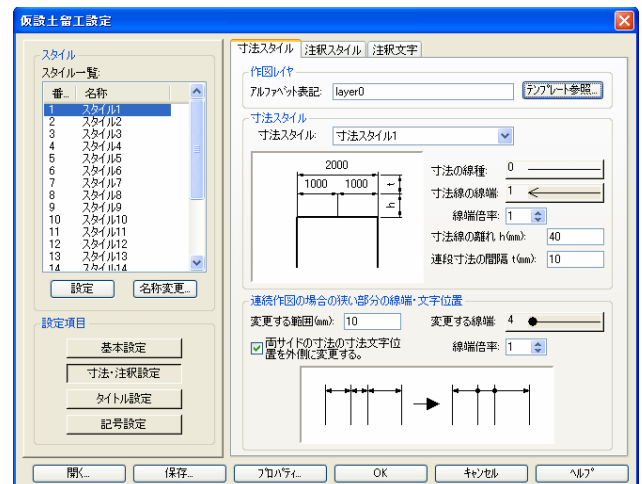 仮設土留工設定
スタイル
スタイル一覧:
番... 名称
1 スタイル1
2 スタイル2
3 スタイル3
4 スタイル4
5 スタイル5
6 スタイル6
7 スタイル7
8 スタイル8
9 スタイル9
10 スタイル10
11 スタイル11
12 スタイル12
13 スタイル13
14 スタイル14
設定 名称変更...
設定項目
基本設定
寸法・注釈設定
タイトル設定
記号設定
寸法スタイル 注釈スタイル 注釈文字
作図レイヤ
アルファベット表記: layer0 テンプレート参照...
寸法スタイル
寸法スタイル: 寸法スタイル1
2000
1000 1000 t
h
寸法の線種: 0
寸法線の線端: 1
線端倍率: 1
寸法線の離れ h(mm): 40
連段寸法の間隔 t(mm): 10
連続作図の場合の狭い部分の線端・文字位置
変更する範囲(mm): 10 変更する線端: 4
両サイドの寸法の寸法文字位
置を外側に変更する。
線端倍率: 1
開く... 保存... プロパティ... OK キャンセル ヘルプ